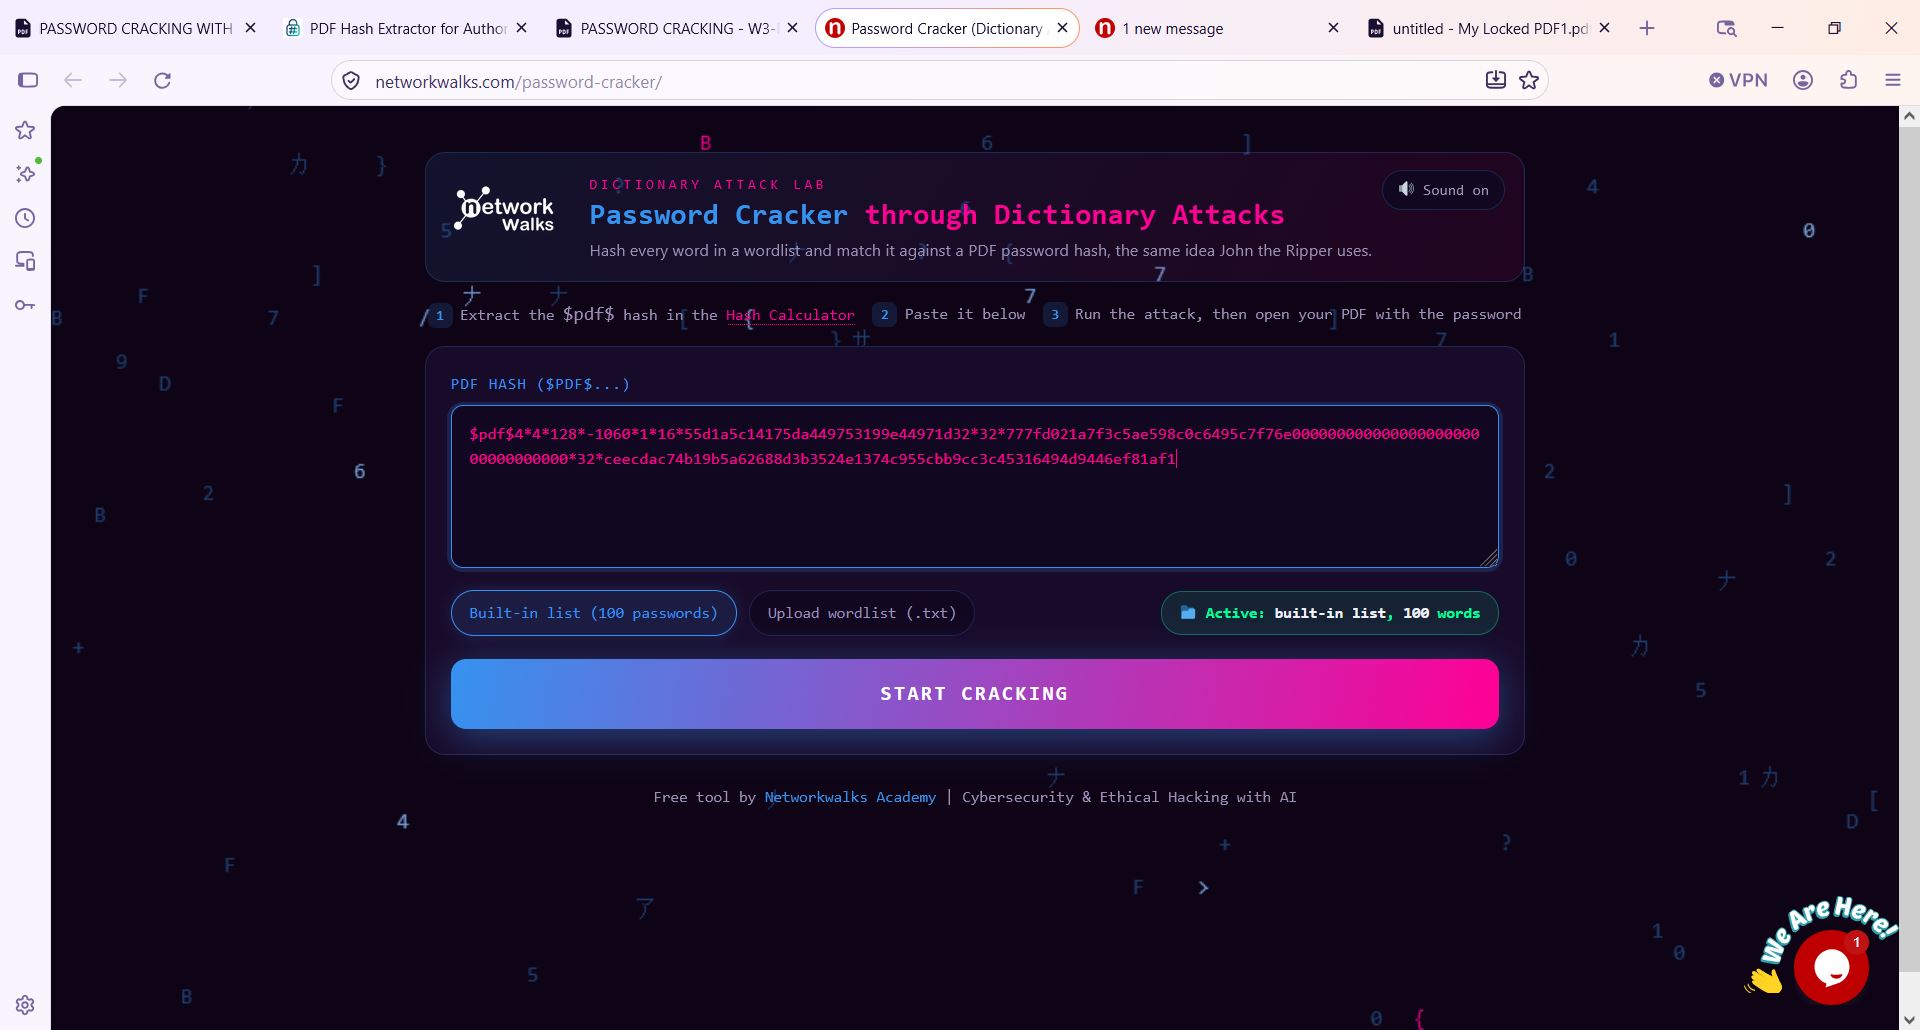 PASSWORD CRACKING WITH
PDF Hash Extractor for Author
PASSWORD CRACKING - W3-
Password Cracker (Dictionary
1 new message
untitled - My Locked PDF1.pd
networkwalks.com/password-cracker/
VPN
network
walks
DICTIONARY ATTACK LAB
Password Cracker through Dictionary Attacks
Hash every word in a wordlist and match it against a PDF password hash, the same idea John the Ripper uses.
Sound on
1 Extract the $pdf$ hash in the Hash Calculator 2 Paste it below 3 Run the attack, then open your PDF with the password
PDF HASH ($PDF$...)
$pdf$4*4*128*-1060*1*16*55d1a5c14175da449753199e44971d32*32*777fd021a7f3c5ae598c0c6495c7f76e000000000000000000000
00000000000*32*ceecdac74b19b5a62688d3b3524e1374c955cbb9cc3c45316494d9446ef81af1
Built-in list (100 passwords)
Upload wordlist (.txt)
Active: built-in list, 100 words
START CRACKING
Free tool by Networkwalks Academy | Cybersecurity & Ethical Hacking with AI
We Are Here!
1